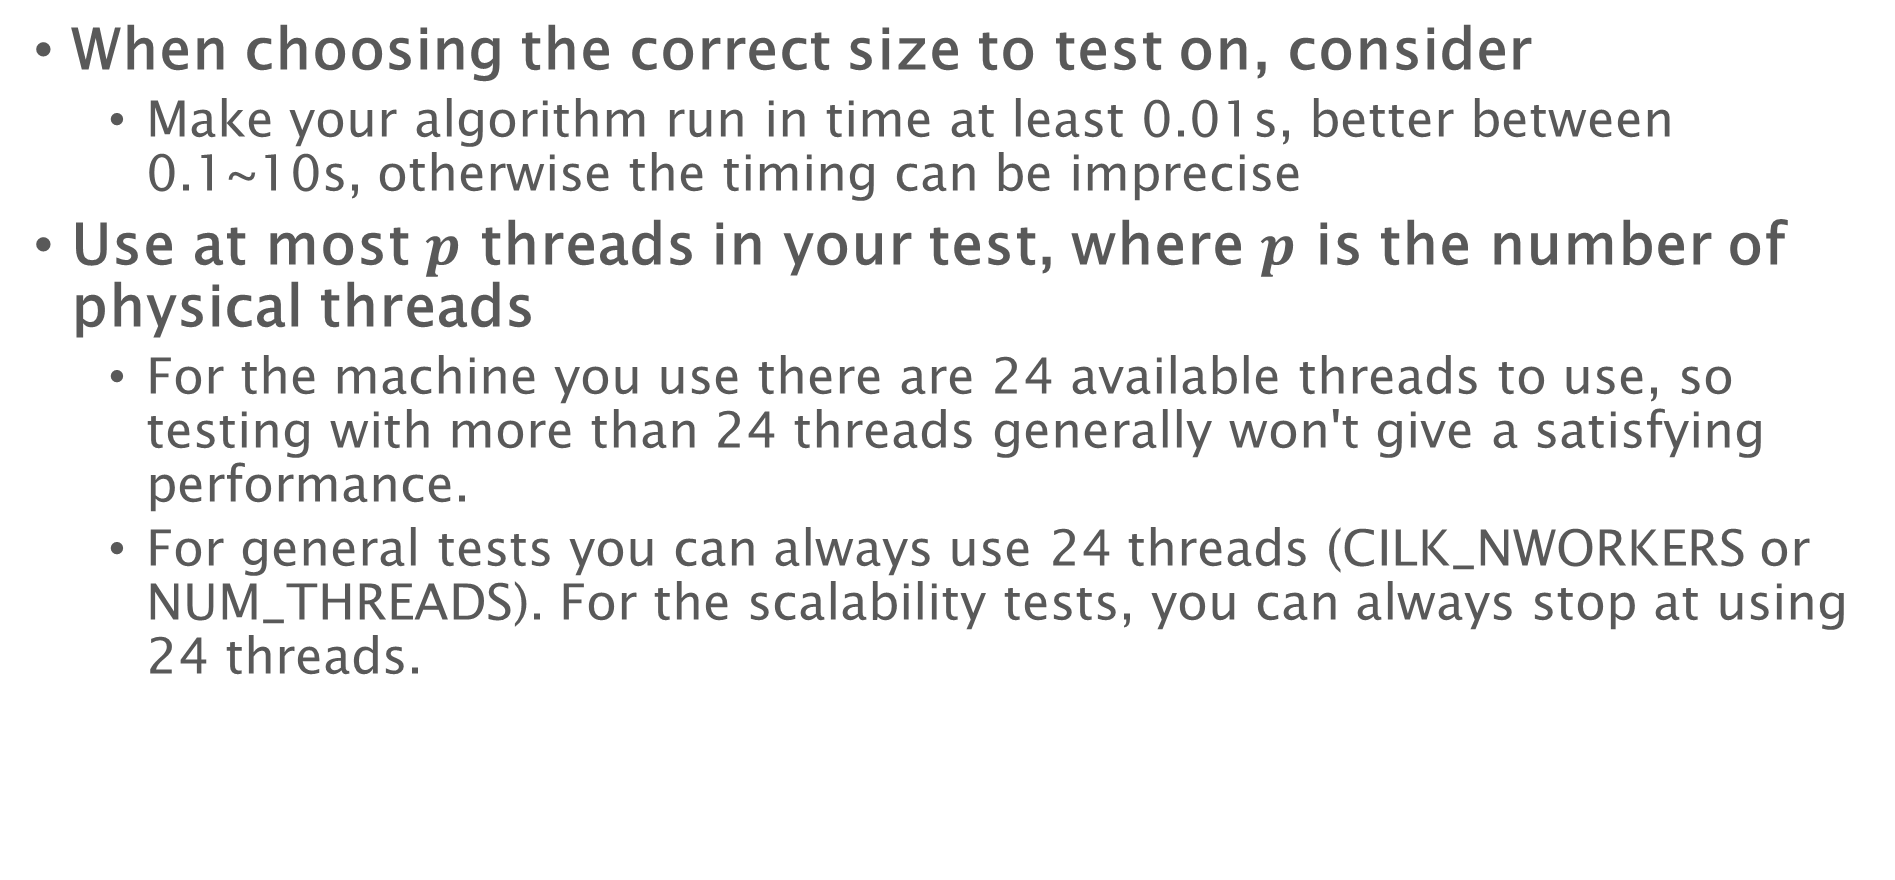 • When choosing the correct size to test on, consider
• Make your algorithm run in time at least 0.01s, better between
0.1~10s, otherwise the timing can be imprecise
• Use at most p threads in your test, where p is the number of
physical threads
• For the machine you use there are 24 available threads to use, so
testing with more than 24 threads generally won't give a satisfying
performance.
• For general tests you can always use 24 threads (CILK_NWORKERS or
NUM_THREADS). For the scalability tests, you can always stop at using
24 threads.